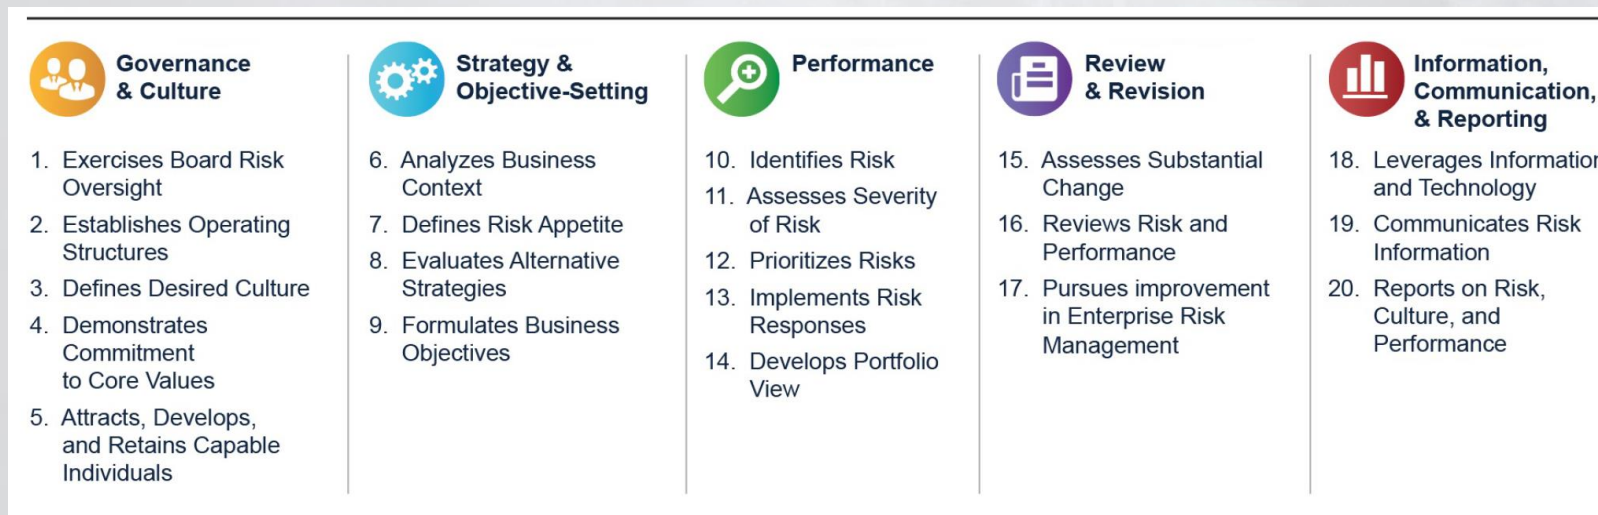 Governance
& Culture
1. Exercises Board Risk
Oversight
2. Establishes Operating
Structures
3. Defines Desired Culture
4. Demonstrates
Commitment
to Core Values
5. Attracts, Develops,
and Retains Capable
Individuals
Strategy &
Objective-Setting
6. Analyzes Business
Context
7. Defines Risk Appetite
8. Evaluates Alternative
Strategies
9. Formulates Business
Objectives
Performance
10. Identifies Risk
11. Assesses Severity
of Risk
12. Prioritizes Risks
13. Implements Risk
Responses
14. Develops Portfolio
View
Review
& Revision
15. Assesses Substantial
Change
16. Reviews Risk and
Performance
17. Pursues improvement
in Enterprise Risk
Management
Information,
Communication,
& Reporting
18. Leverages Information
and Technology
19. Communicates Risk
Information
20. Reports on Risk,
Culture, and
Performance